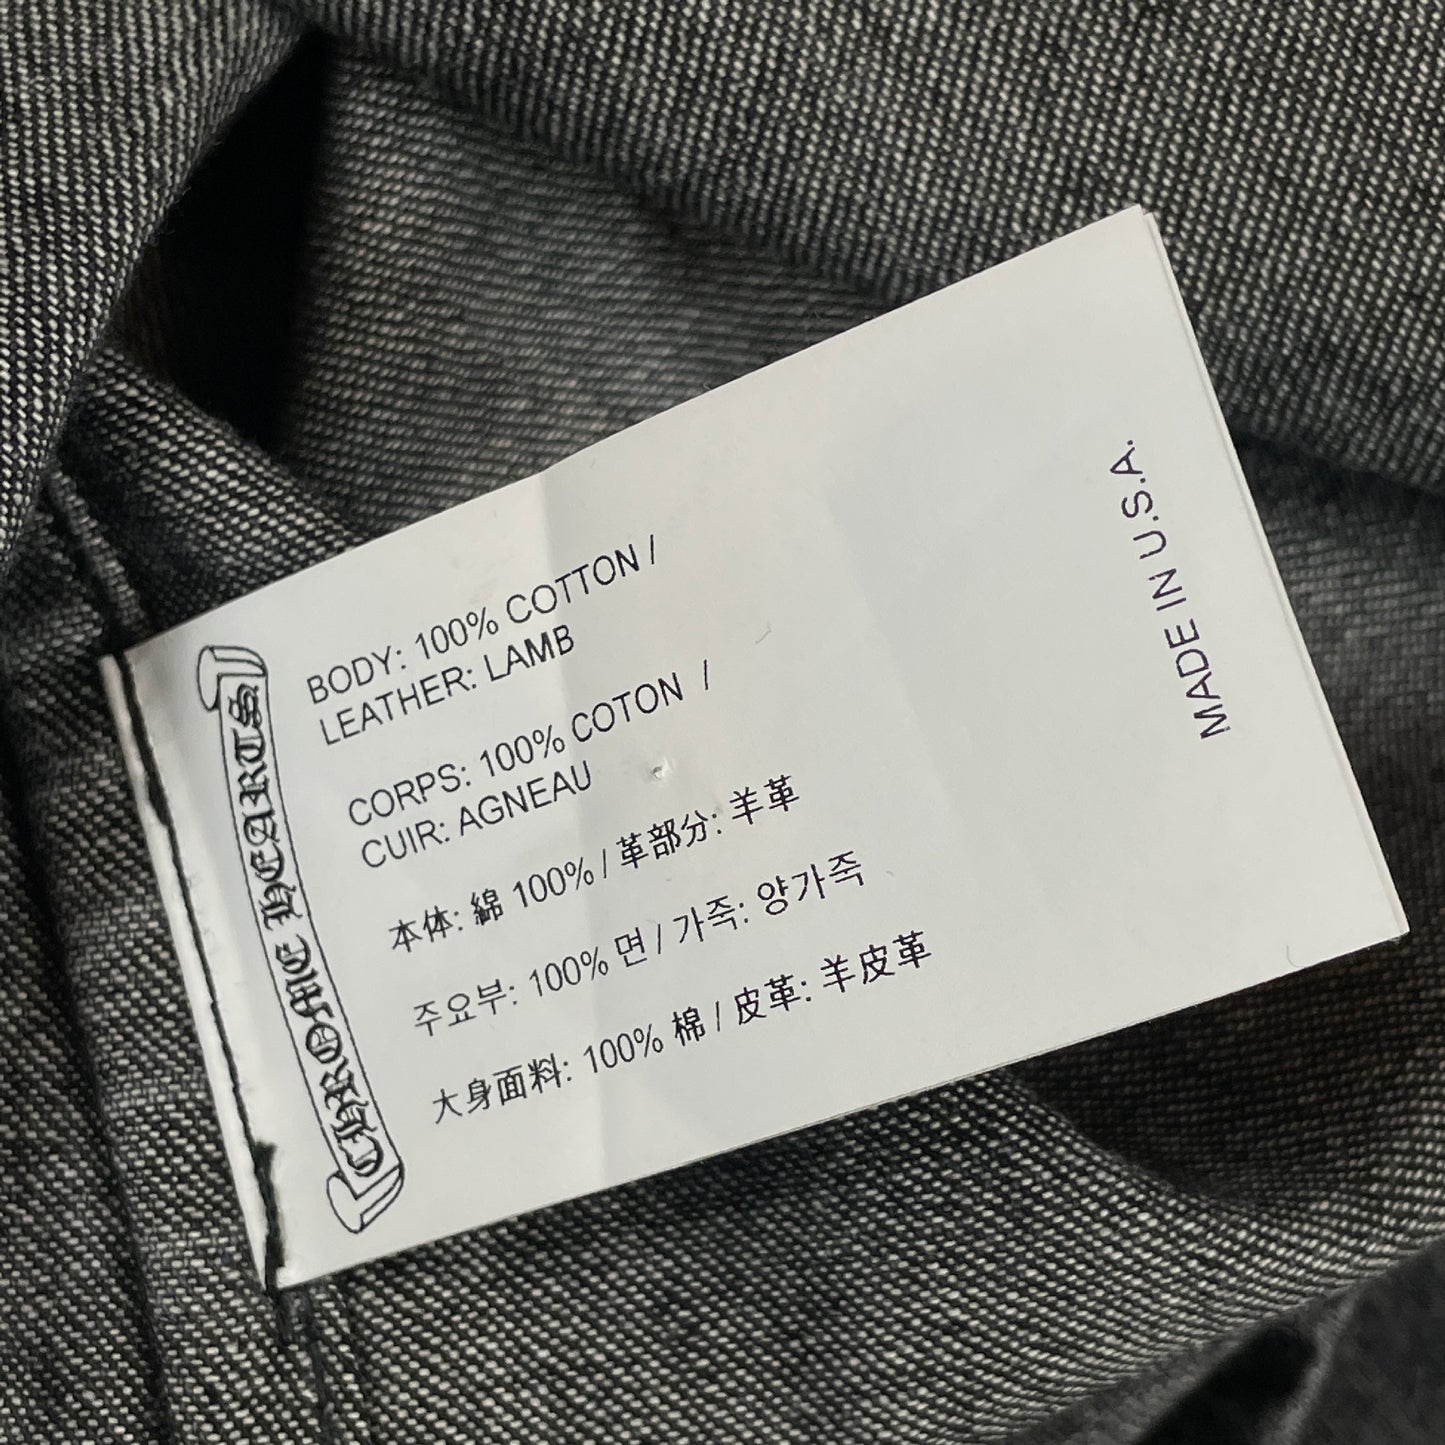 CHROME HEARTS
BODY: 100% COTTON /
LEATHER: LAMB
CORPS: 100% COTON /
CUIR: AGNEAU
本体: 綿 100% / 革部分: 羊革
주요부: 100% 면 / 가죽: 양가죽
大身面料: 100% 棉 / 皮革: 羊皮革
MADE IN U.S.A.